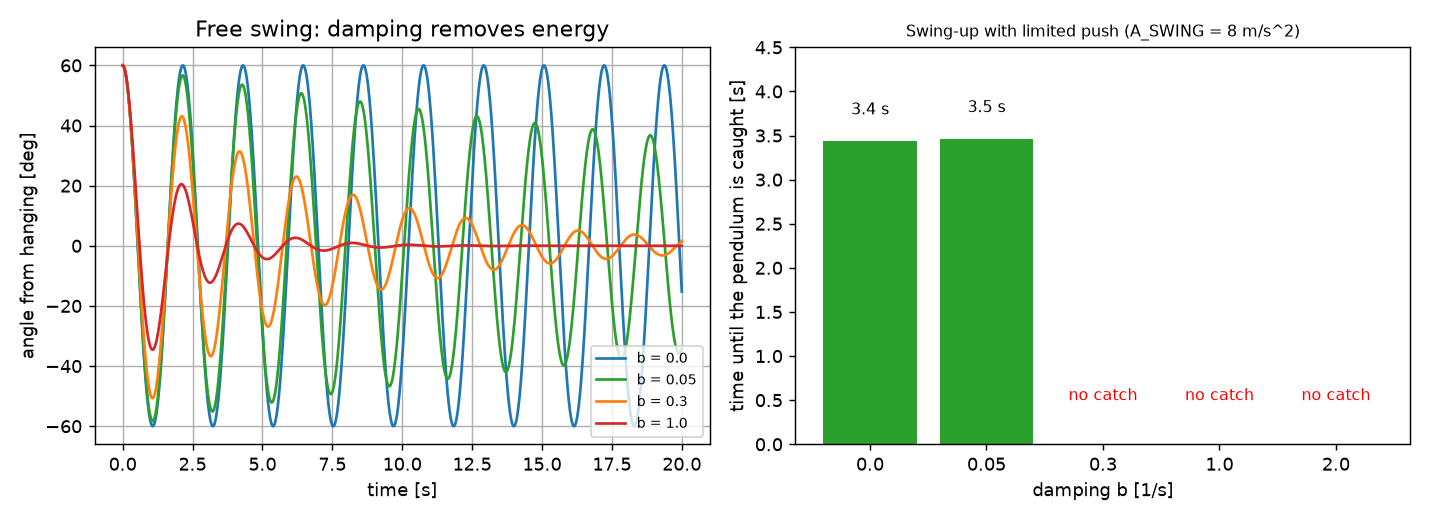 Free swing: damping removes energy
angle from hanging [deg]
60
40
20
0
−20
−40
−60
0.0 2.5 5.0 7.5 10.0 12.5 15.0 17.5 20.0
time [s]
b = 0.0
b = 0.05
b = 0.3
b = 1.0
Swing-up with limited push (A_SWING = 8 m/s^2)
time until the pendulum is caught [s]
4.5
4.0
3.5
3.0
2.5
2.0
1.5
1.0
0.5
0.0
3.4 s 3.5 s
no catch no catch no catch
0.0 0.05 0.3 1.0 2.0
damping b [1/s]